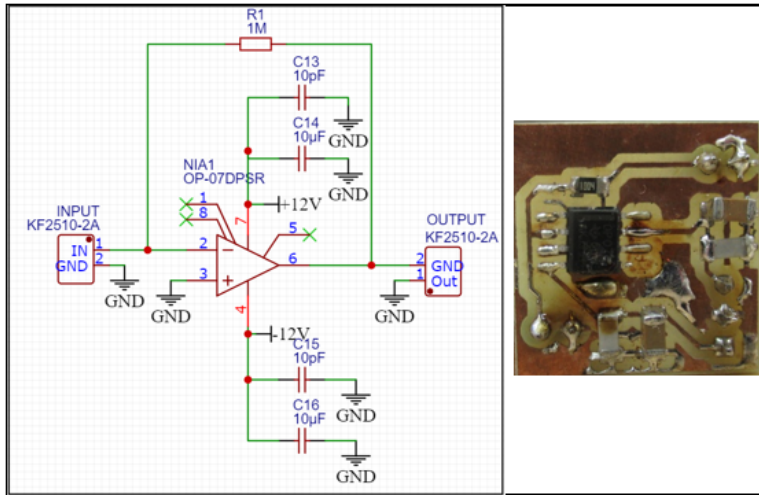 R1
1M
C13
10pF
C14
10µF
GND
GND
NIA1
OP-07DPSR
1
8
7
+12V
5
INPUT
KF2510-2A
IN
1
GND
2
GND
2
3
6
GND
4
OUTPUT
KF2510-2A
2
GND
1
Out
GND
-12V
C15
10pF
GND
C16
10µF
GND
1004